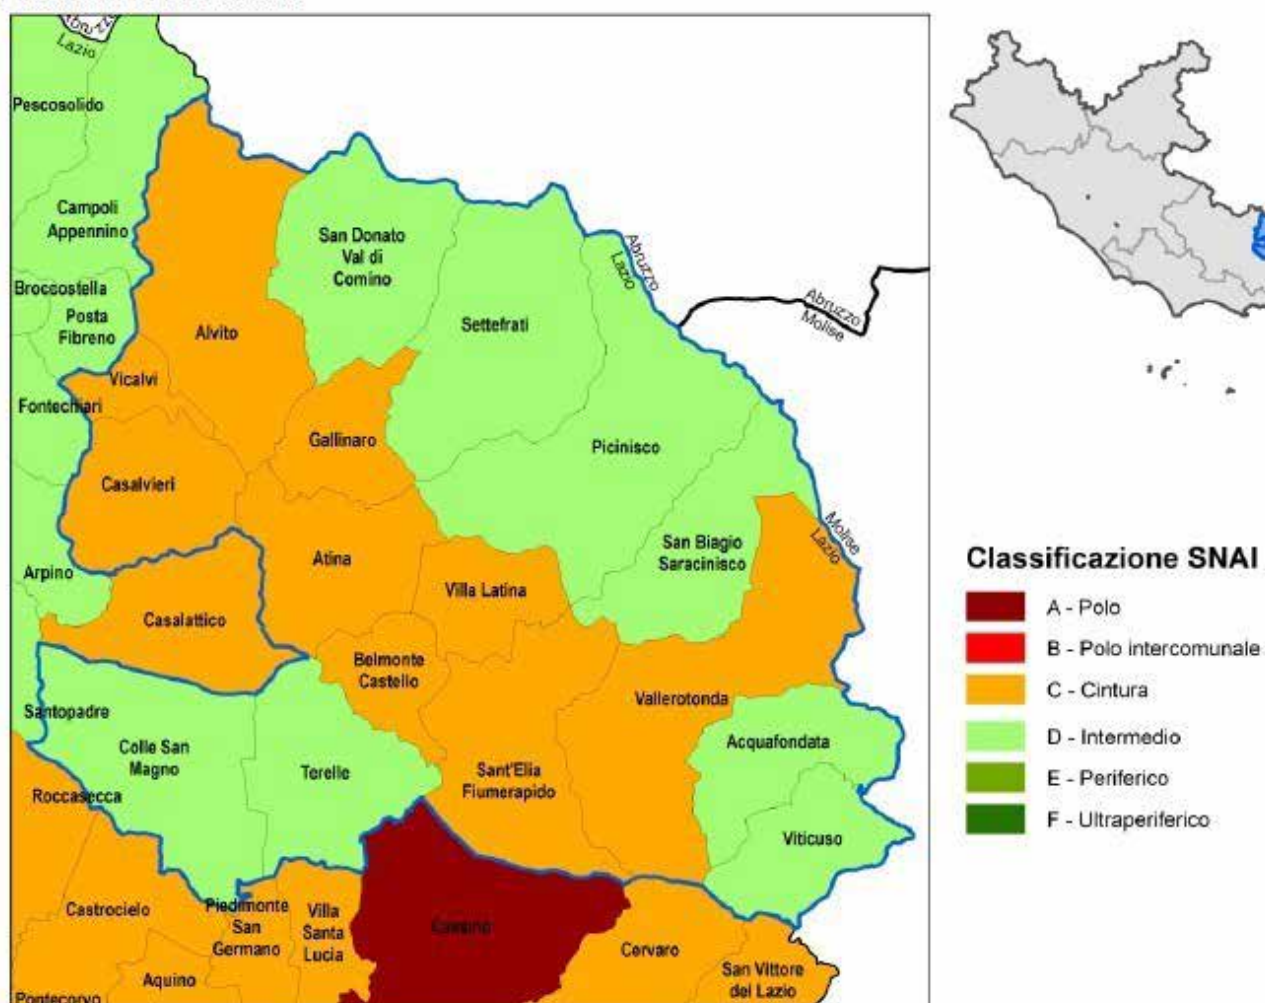 Abruzzo
Lazio
Pescosolido
Campoli
Appennino
San Donato
Val di
Comino
Abruzzo
Lazio
Broccostella
Posta
Fibreno
Alvito
Settefrati
Abruzzo
Molise
Vicalvi
Fontechiari
Gallinaro
Picinisco
Casalvieri
Molise
Lazio
Atina
San Biagio
Saracinisco
Arpino
Villa Latina
Casalattico
Belmonte
Castello
Vallerotonda
Santopadre
Colle San
Magno
Terelle
Acquafondata
Sant'Elia
Fiumerapido
Roccasecca
Viticuso
Castrocielo
Piedimonte
San
Germano
Villa
Santa
Lucia
Cassino
Cervaro
Aquino
San Vittore
del Lazio
Pontecorvo
Classificazione SNAI
A - Polo
B - Polo intercomunale
C - Cintura
D - Intermedio
E - Periferico
F - Ultraperiferico